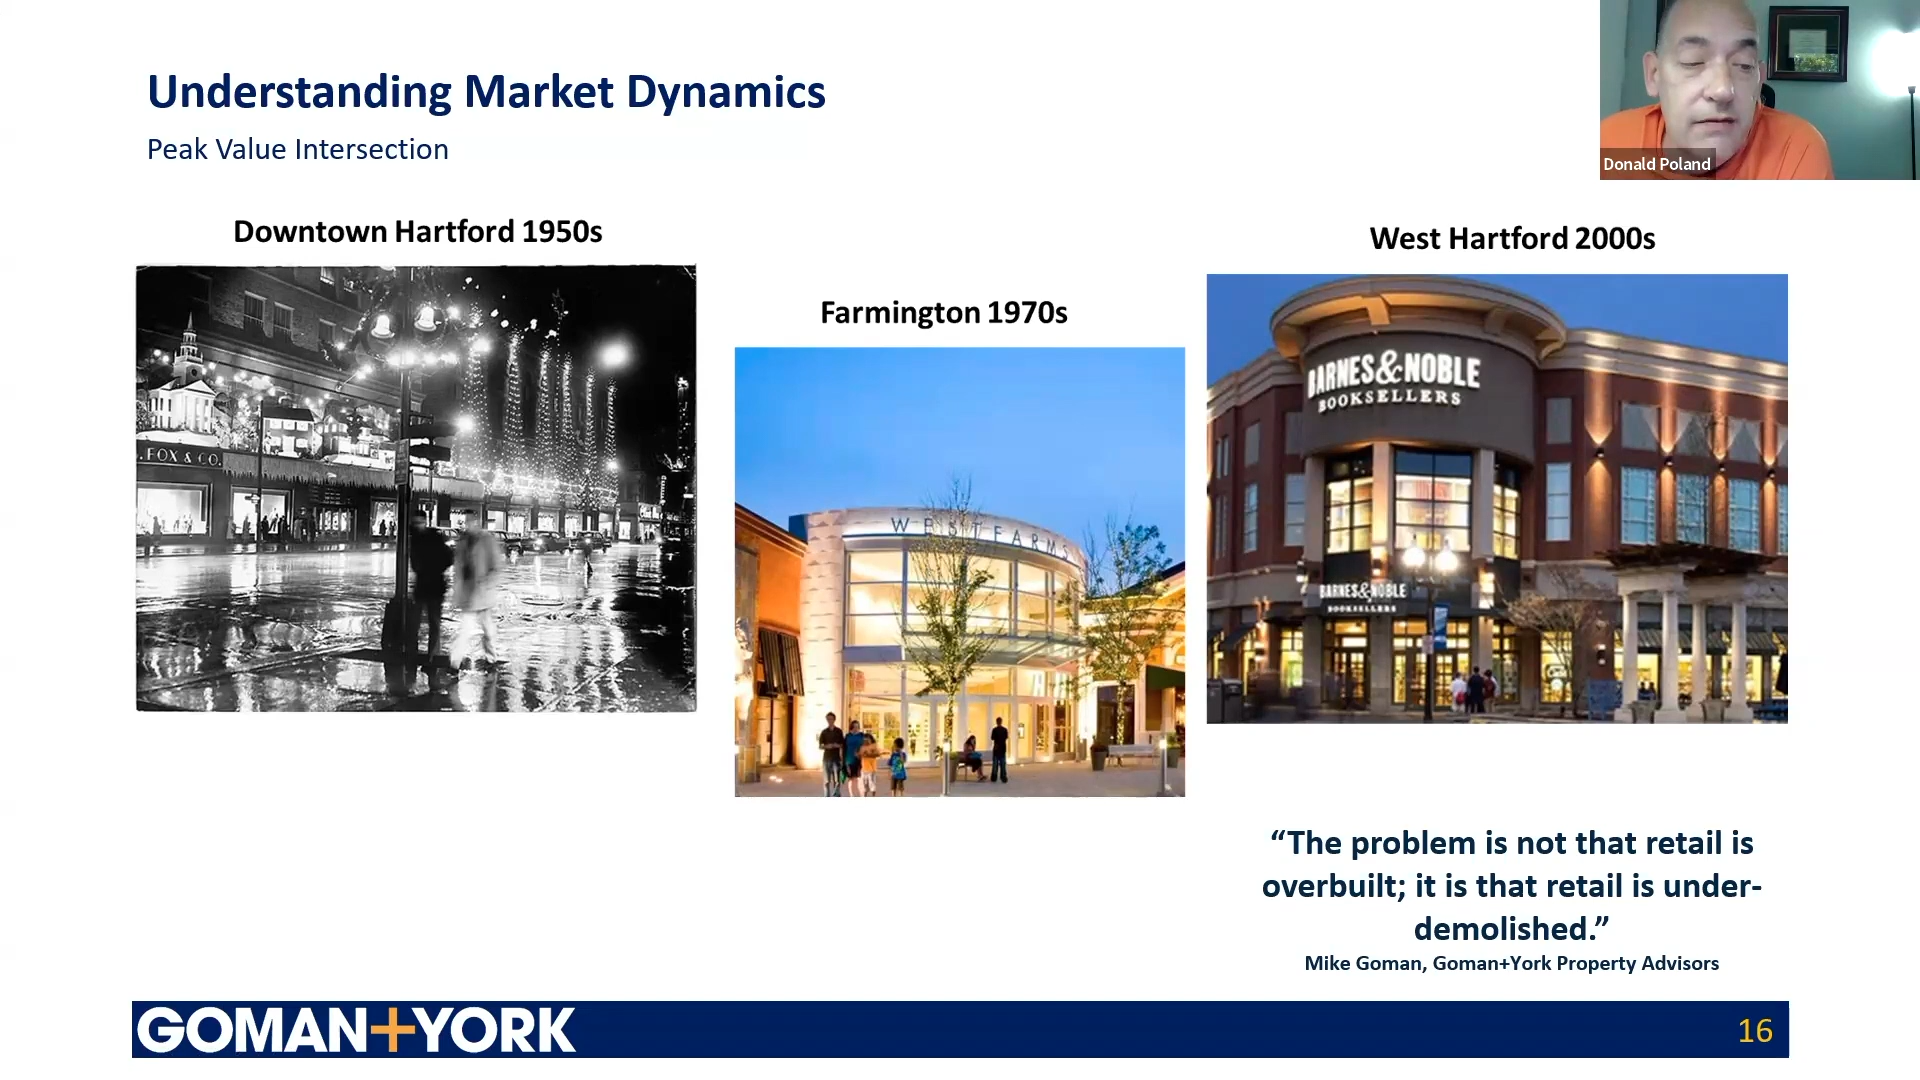 Understanding Market Dynamics
Peak Value Intersection
Donald Poland
Downtown Hartford 1950s
Farmington 1970s
West Hartford 2000s
. FOX & CO.
WESTFARMS
BARNES&NOBLE
BOOKSELLERS
BARNES&NOBLE
BOOKSELLERS
“The problem is not that retail is
overbuilt; it is that retail is under-
demolished.”
Mike Goman, Goman+York Property Advisors
GOMAN+YORK
16